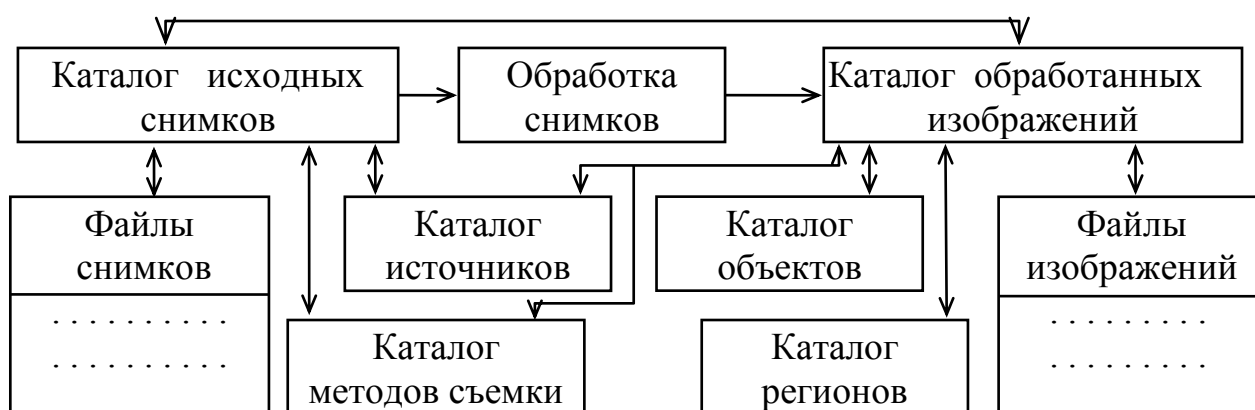 Каталог исходных
снимков
Обработка
снимков
Каталог обработанных
изображений
Файлы
снимков
. . . . . . . . . .
. . . . . . . . . .
Каталог
источников
Каталог
методов съемки
Каталог
объектов
Каталог
регионов
Файлы
изображений
. . . . . . . . .
. . . . . . . . .